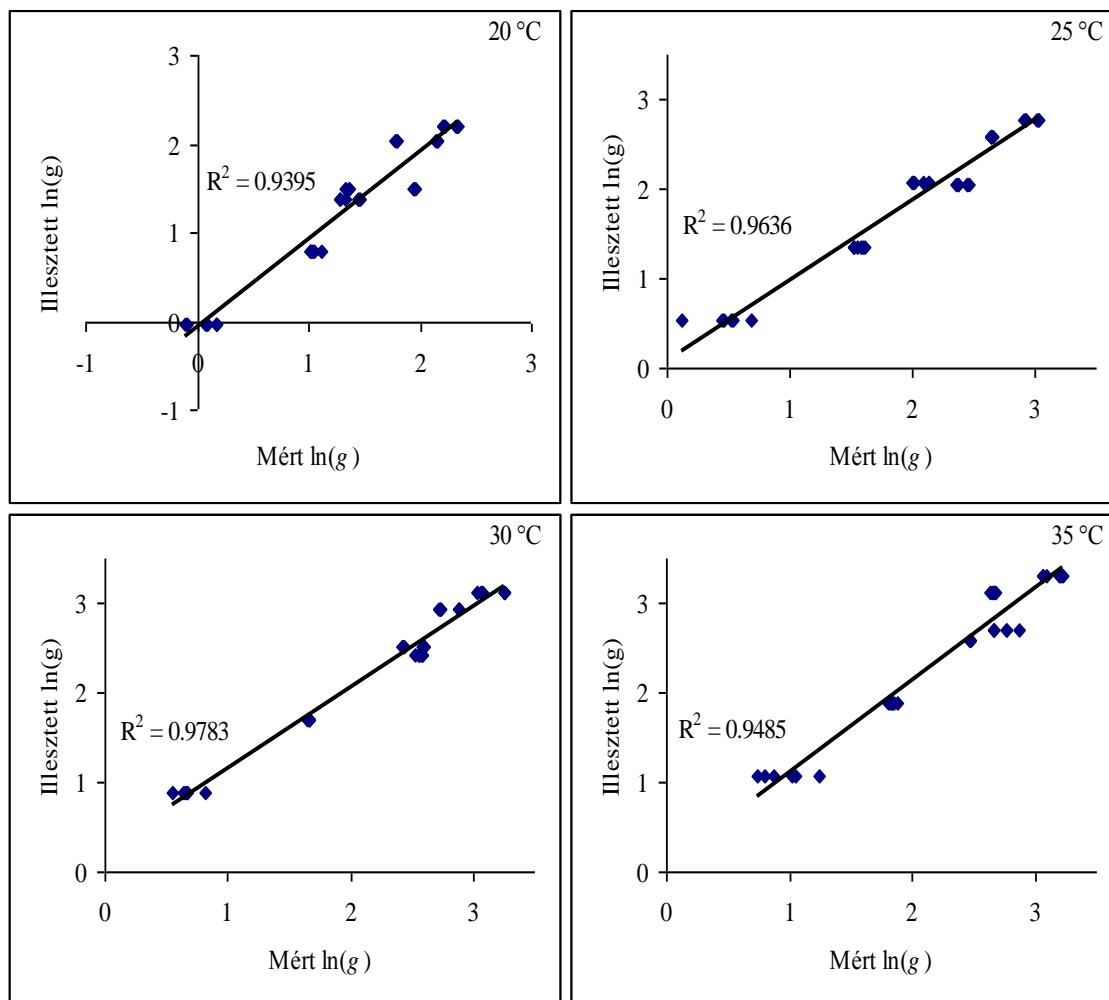 20 °C
3
2
1
0
-1
-1
0
1
2
3
R² = 0.9395
Illesztett ln(g)
Mért ln(g )
25 °C
3
2
1
0
0
1
2
3
R² = 0.9636
Illesztett ln(g)
Mért ln(g )
30 °C
3
2
1
0
0
1
2
3
R² = 0.9783
Illesztett ln(g)
Mért ln(g )
35 °C
3
2
1
0
0
1
2
3
R² = 0.9485
Illesztett ln(g)
Mért ln(g )